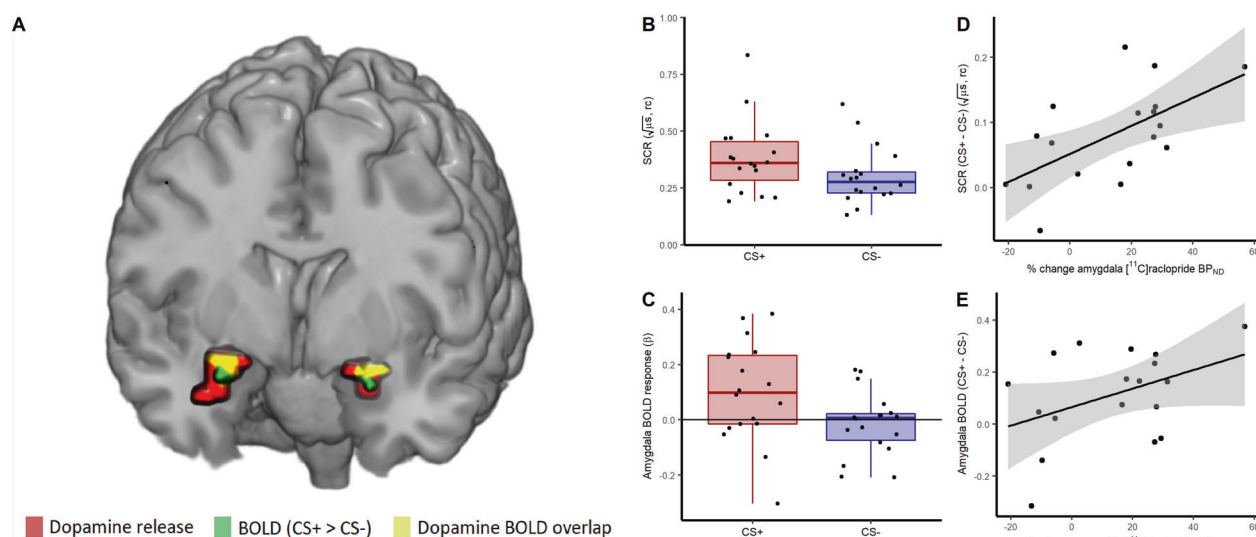 A
Dopamine release
BOLD (CS+ > CS-)
Dopamine BOLD overlap
B
SCR (√μs, rc)
1.00
0.75
0.50
0.25
0.00
CS+
CS-
C
Amygdala BOLD response (β)
0.4
0.2
0.0
-0.2
CS+
CS-
D
SCR (CS+ - CS-) (√μs, rc)
0.2
0.1
0.0
-20
0
20
40
60
% change amygdala [¹¹C]raclopride BP_ND
E
Amygdala BOLD (CS+ - CS-)
0.4
0.2
0.0
-0.2
-20
0
20
40
60